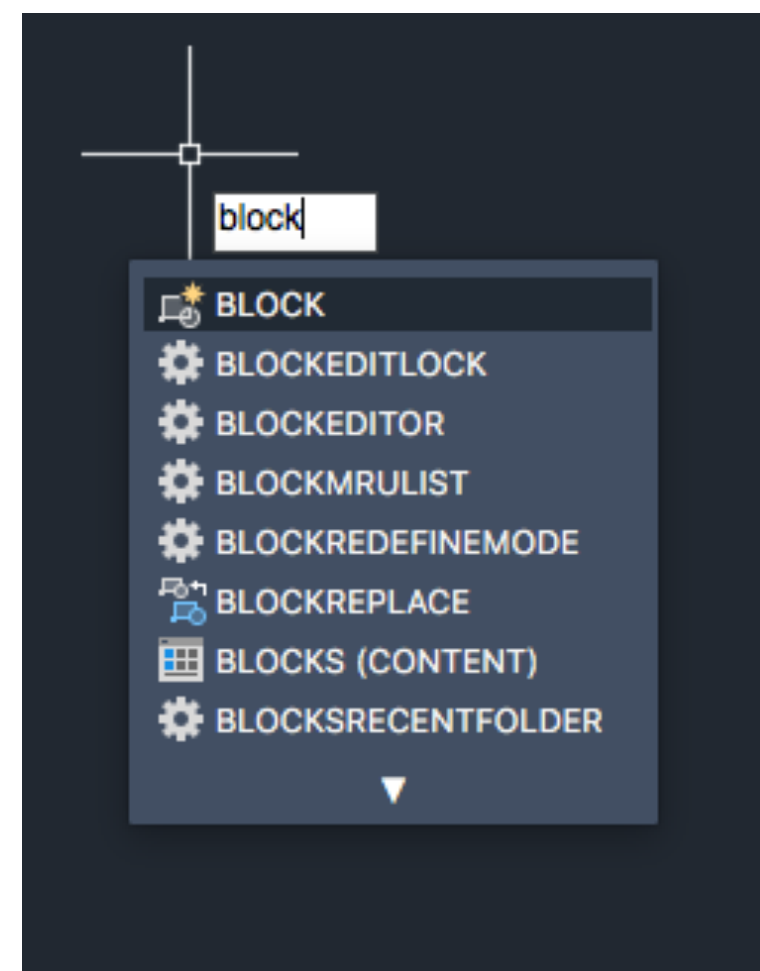 block
BLOCK
BLOCKEDITLOCK
BLOCKEDITOR
BLOCKMRULIST
BLOCKREDEFINEMODE
BLOCKREPLACE
BLOCKS (CONTENT)
BLOCKSRECENTFOLDER